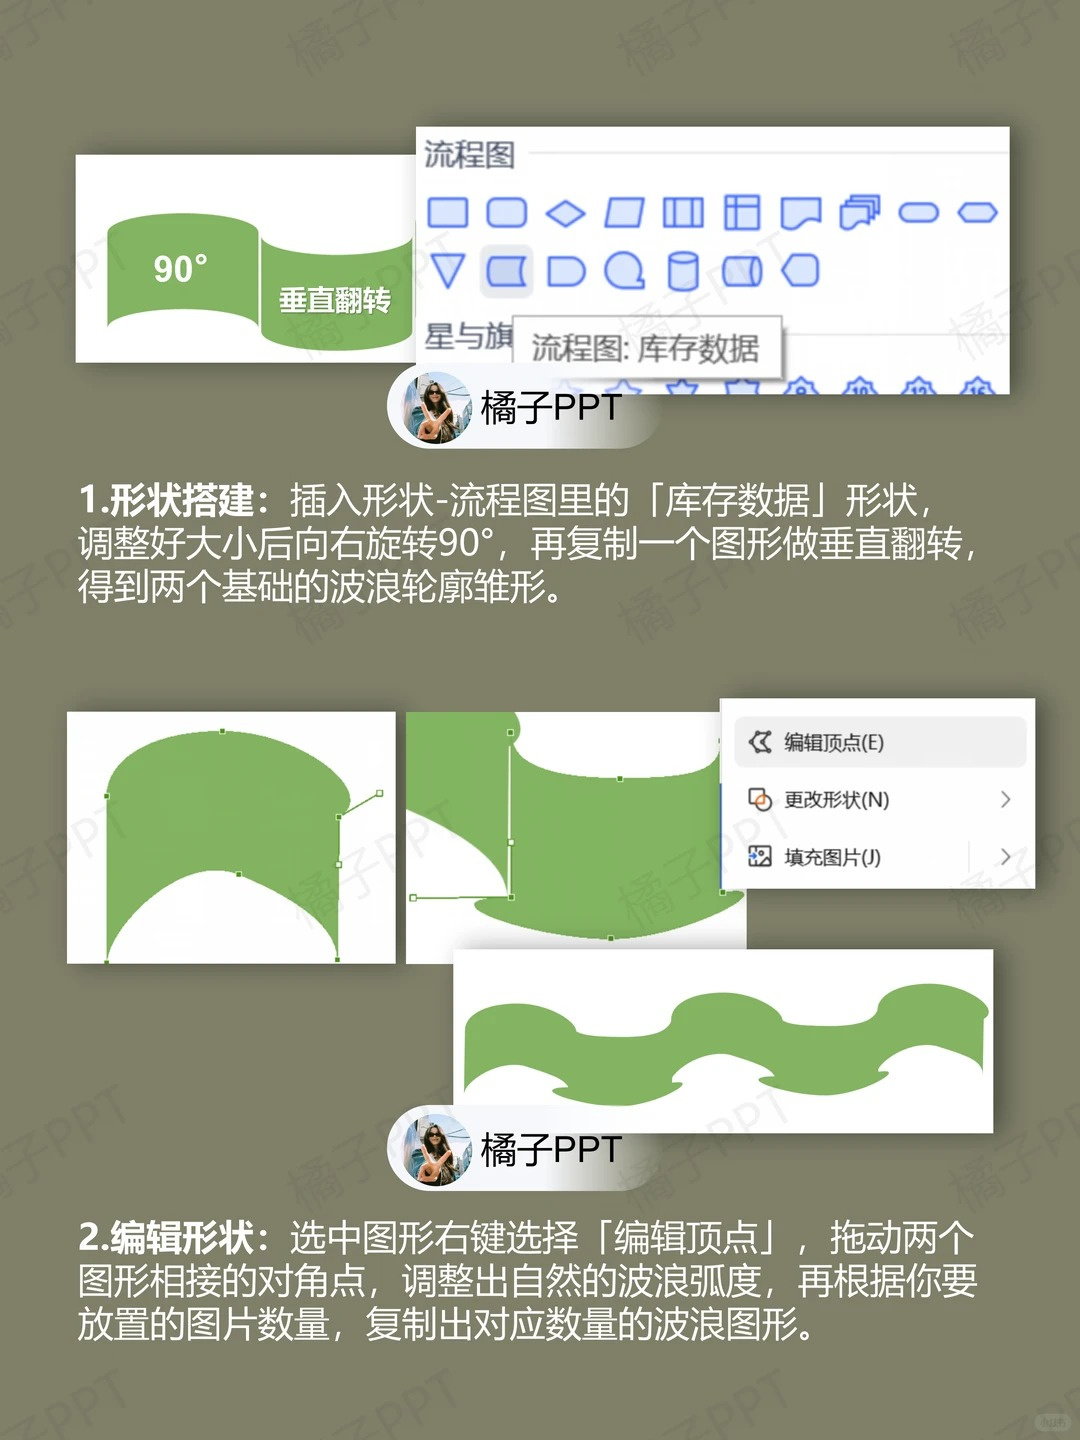 流程图
90°
垂直翻转
星与旗
流程图: 库存数据
8
10
12
16
橘子PPT
1.形状搭建：插入形状-流程图里的「库存数据」形状，
调整好大小后向右旋转90°，再复制一个图形做垂直翻转，
得到两个基础的波浪轮廓雏形。
编辑顶点(E)
更改形状(N)
填充图片(J)
橘子PPT
2.编辑形状：选中图形右键选择「编辑顶点」，拖动两个
图形相接的对角点，调整出自然的波浪弧度，再根据你要
放置的图片数量，复制出对应数量的波浪图形。